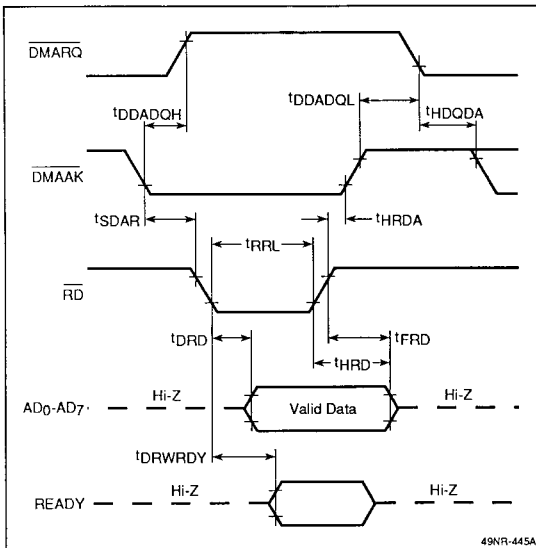 DMARQ
tDDADQH
tDDADQL
tHDQDA
DMAAK
tSDAR
tRRL
tHRDA
RD
tDRD
tFRD
tHRD
AD0-AD7
Hi-Z
Valid Data
Hi-Z
tDRWRDY
READY
Hi-Z
Hi-Z
49NR-445A